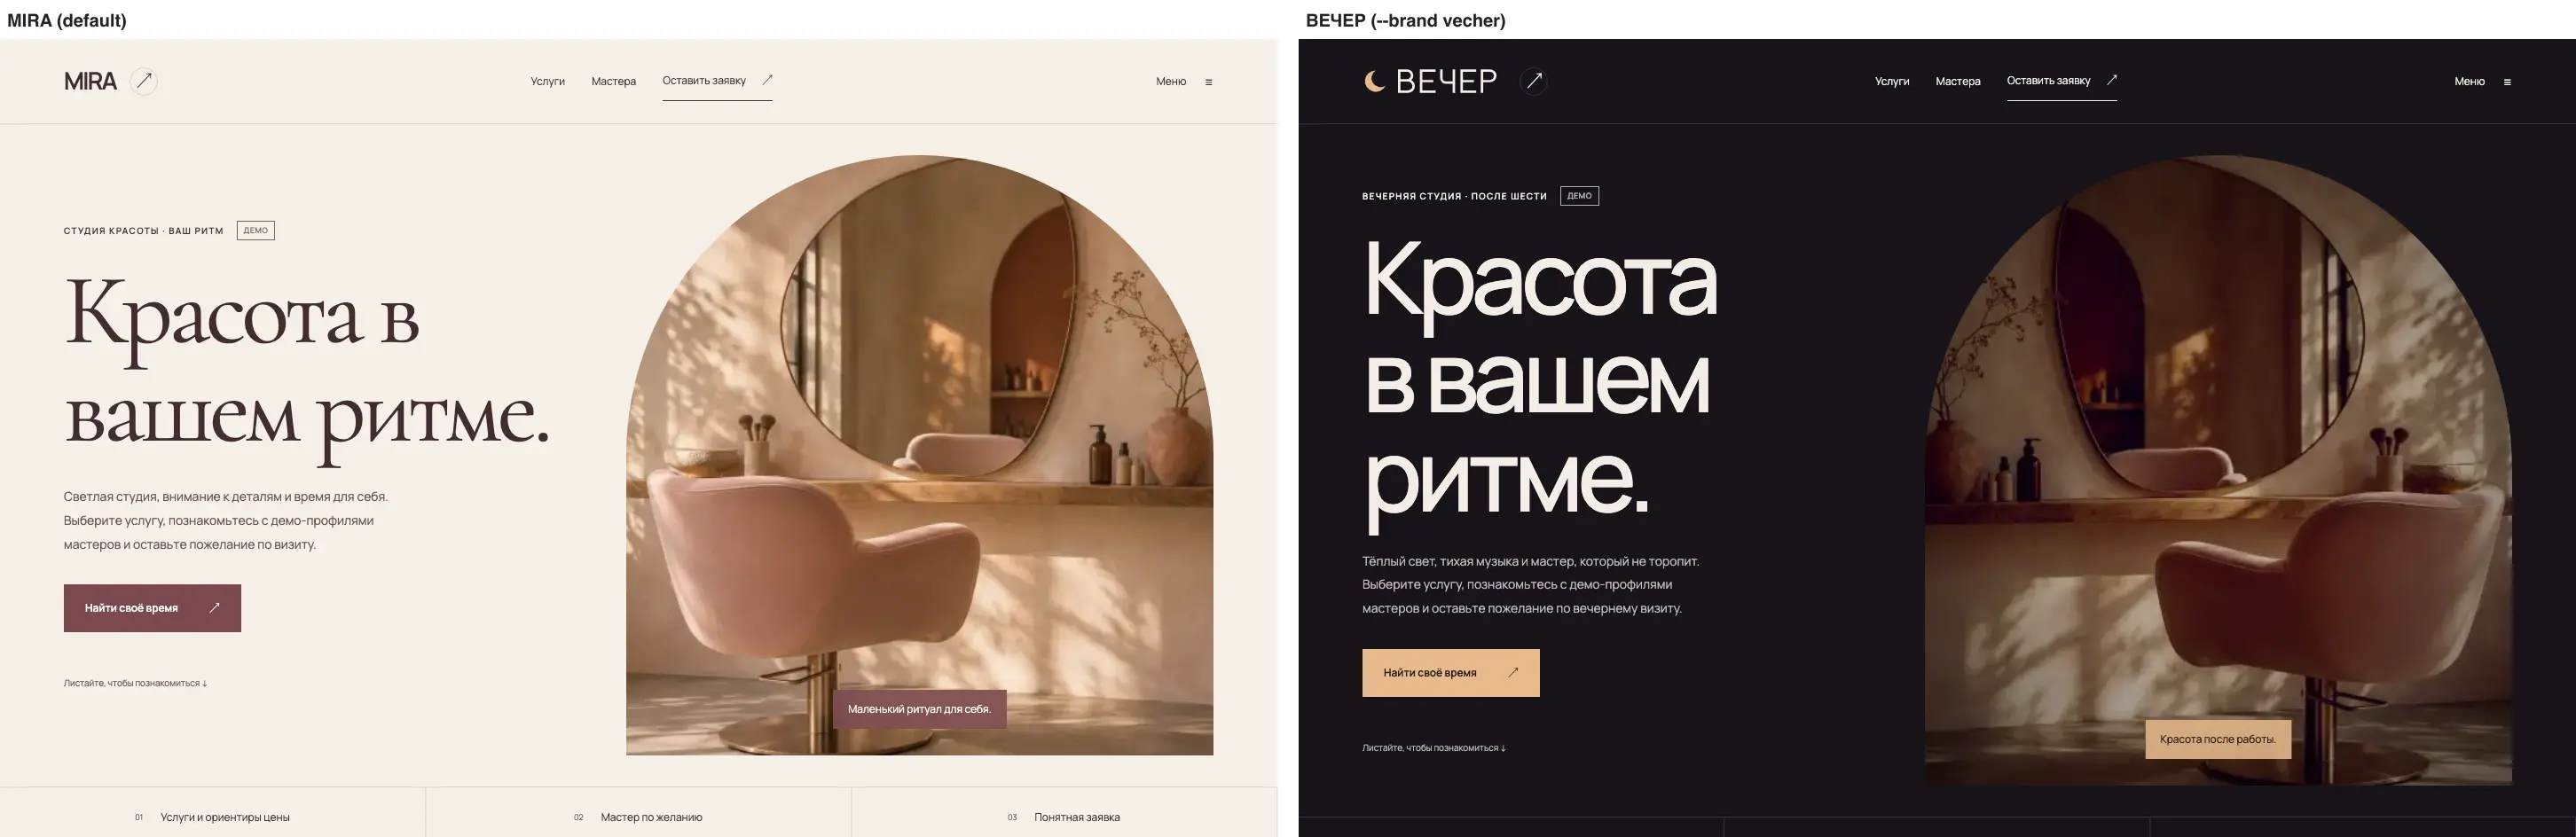 MIRA (default)
MIRA
Услуги
Мастера
Оставить заявку
Меню
СТУДИЯ КРАСОТЫ · ВАШ РИТМ
ДЕМО
Красота в
вашем ритме.
Светлая студия, внимание к деталям и время для себя.
Выберите услугу, познакомьтесь с демо-профилями
мастеров и оставьте пожелание по визиту.
Найти своё время
Листайте, чтобы познакомиться ↓
Маленький ритуал для себя.
01 Услуги и ориентиры цены
02 Мастер по желанию
03 Понятная заявка
ВЕЧЕР (--brand vecher)
ВЕЧЕР
Услуги
Мастера
Оставить заявку
Меню
ВЕЧЕРНЯЯ СТУДИЯ · ПОСЛЕ ШЕСТИ
ДЕМО
Красота
в вашем
ритме.
Тёплый свет, тихая музыка и мастер, который не торопит.
Выберите услугу, познакомьтесь с демо-профилями
мастеров и оставьте пожелание по вечернему визиту.
Найти своё время
Листайте, чтобы познакомиться ↓
Красота после работы.